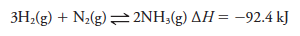 3H₂(g) + N₂(g) ⇌ 2NH₃(g) ΔH = −92.4 kJ